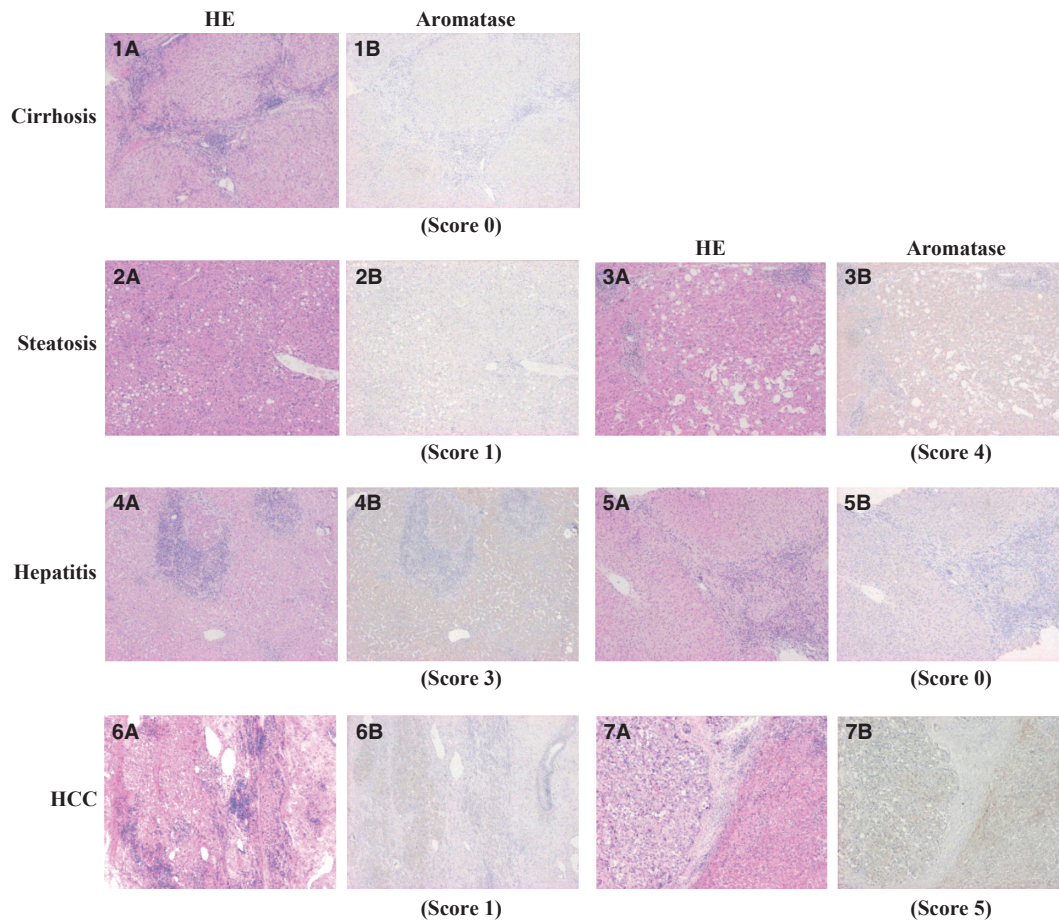 HE Aromatase
1A 1B
Cirrhosis
(Score 0)
HE Aromatase
2A 2B 3A 3B
Steatosis
(Score 1) (Score 4)
4A 4B 5A 5B
Hepatitis
(Score 3) (Score 0)
6A 6B 7A 7B
HCC
(Score 1) (Score 5)